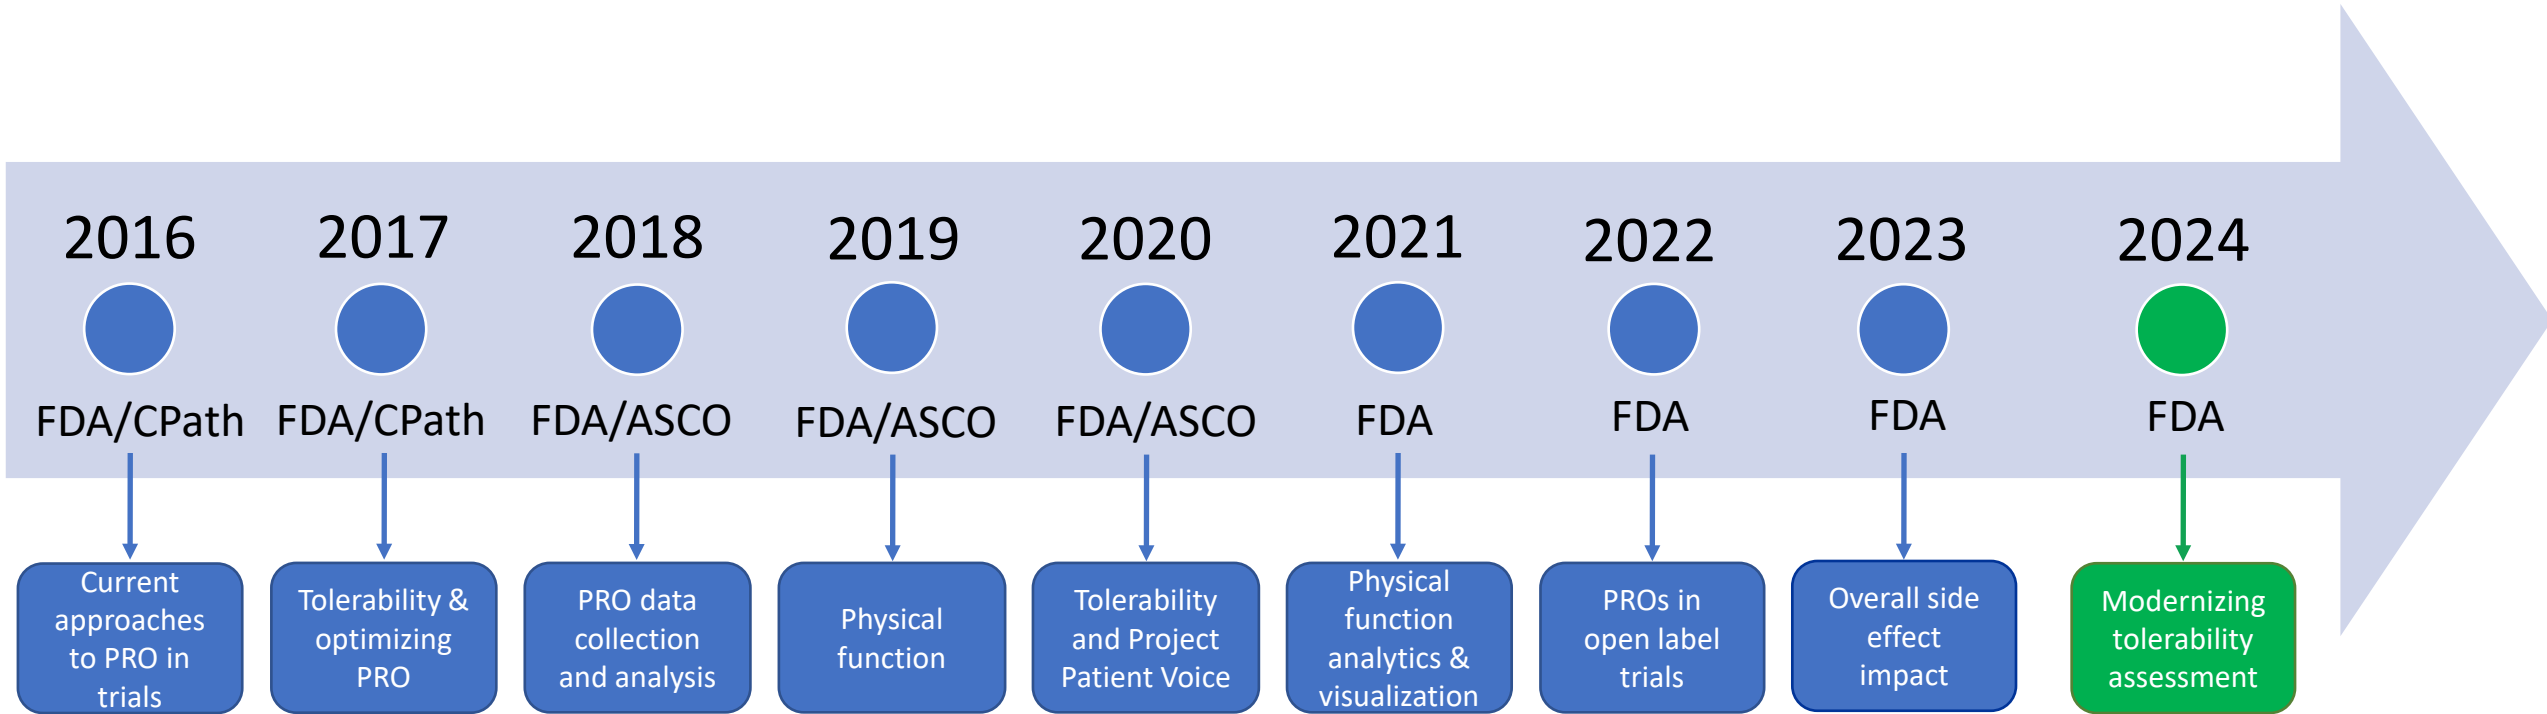 2016
2017
2018
2019
2020
2021
2022
2023
2024
FDA/CPath
FDA/CPath
FDA/ASCO
FDA/ASCO
FDA/ASCO
FDA
FDA
FDA
FDA
Current
approaches
to PRO in
trials
Tolerability &
optimizing
PRO
PRO data
collection
and analysis
Physical
function
Tolerability
and Project
Patient Voice
Physical
function
analytics &
visualization
PROs in
open label
trials
Overall side
effect
impact
Modernizing
tolerability
assessment